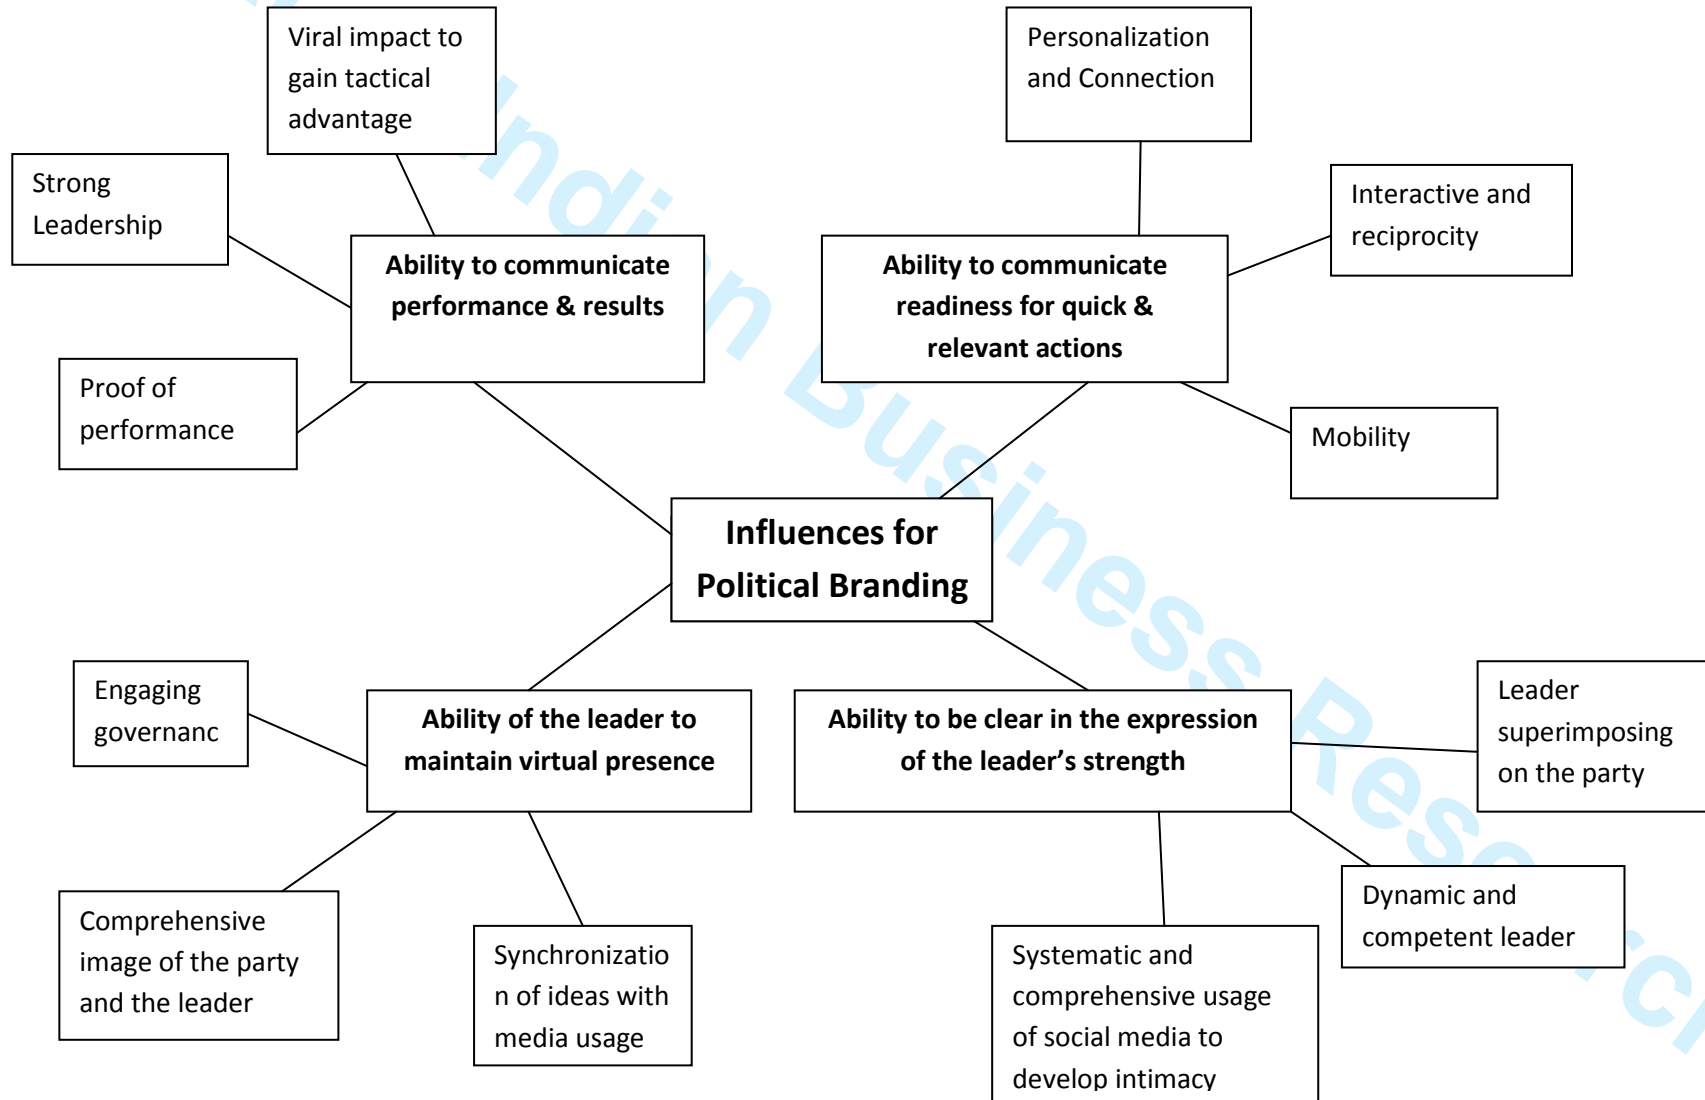 Viral impact to
gain tactical
advantage
Personalization
and Connection
Strong
Leadership
Interactive and
reciprocity
Ability to communicate
performance & results
Ability to communicate
readiness for quick &
relevant actions
Proof of
performance
Mobility
Influences for
Political Branding
Engaging
governanc
Ability of the leader to
maintain virtual presence
Ability to be clear in the expression
of the leader’s strength
Leader
superimposing
on the party
Comprehensive
image of the party
and the leader
Synchronizatio
n of ideas with
media usage
Systematic and
comprehensive usage
of social media to
develop intimacy
Dynamic and
competent leader
Indian Business Research